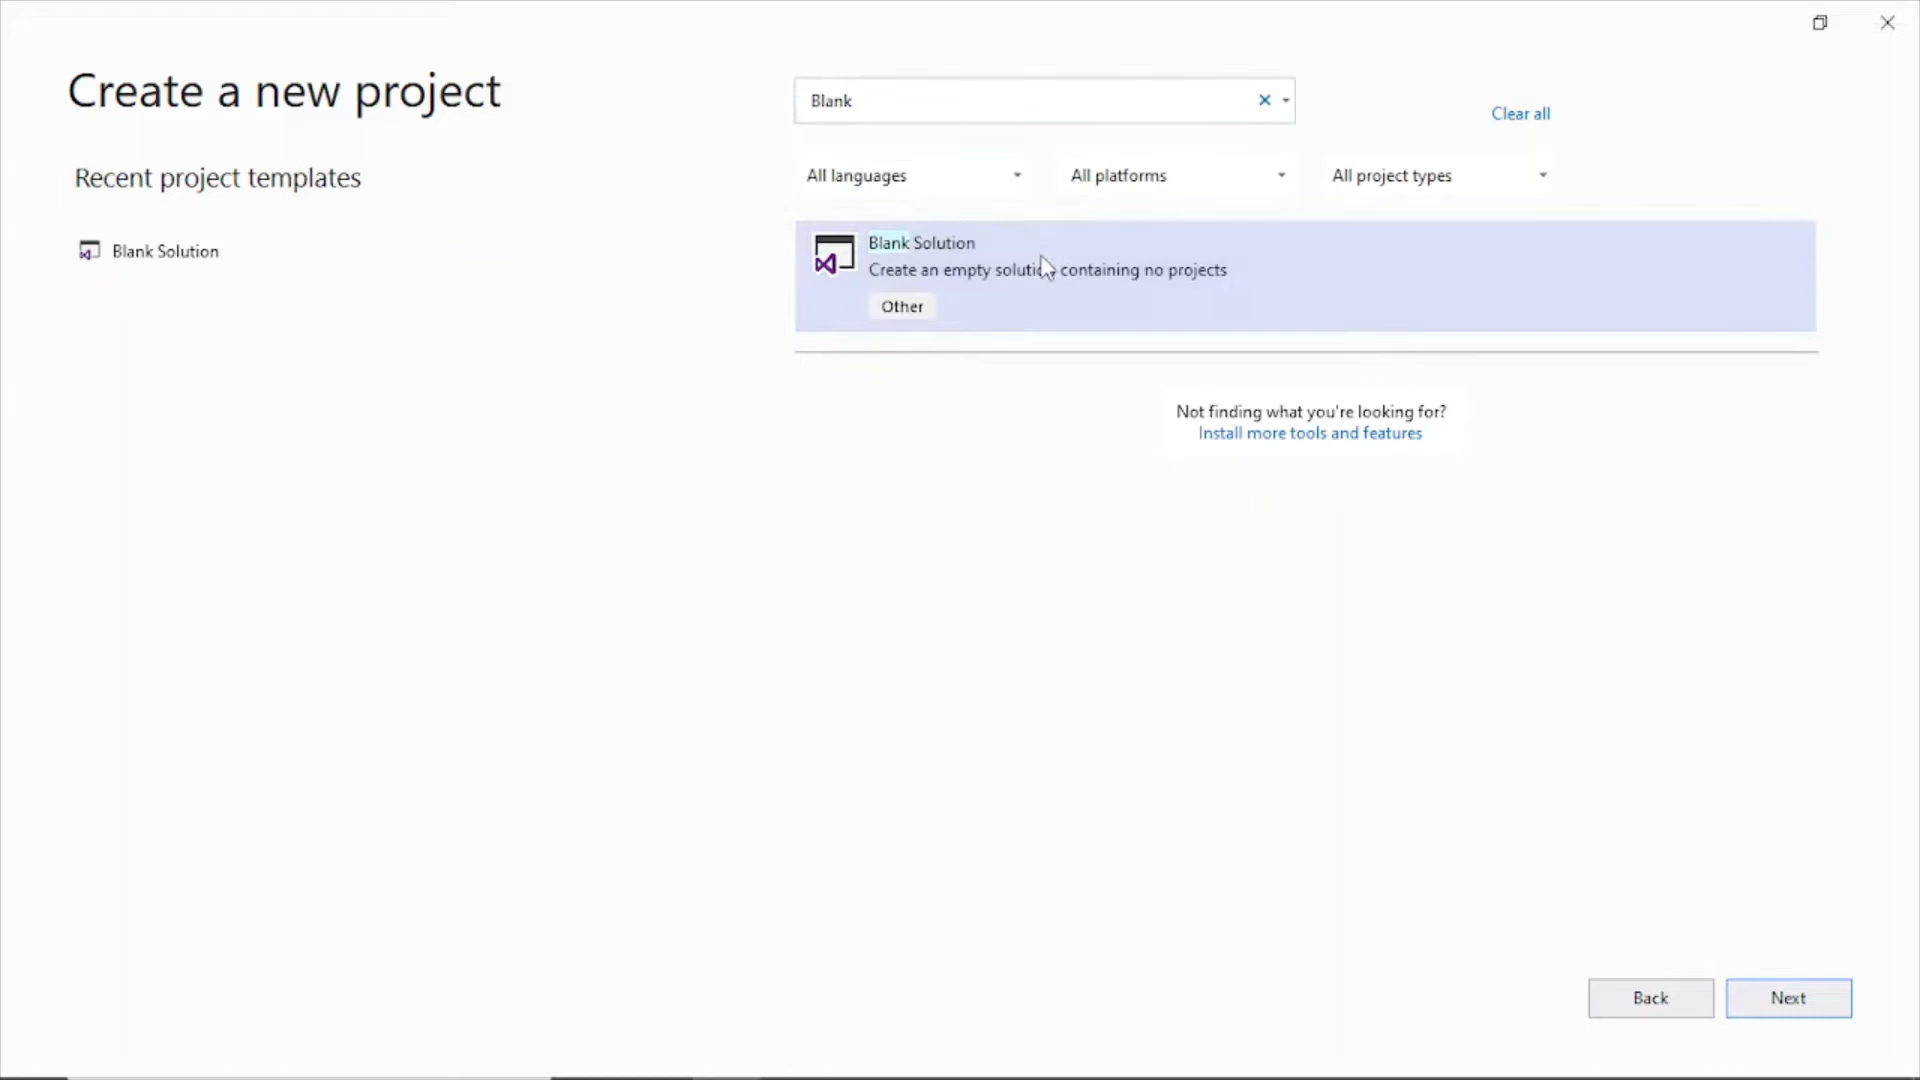 Create a new project
Recent project templates
Blank Solution
Blank
Clear all
All languages
All platforms
All project types
Blank Solution
Create an empty solution containing no projects
Other
Not finding what you're looking for?
Install more tools and features
Back
Next